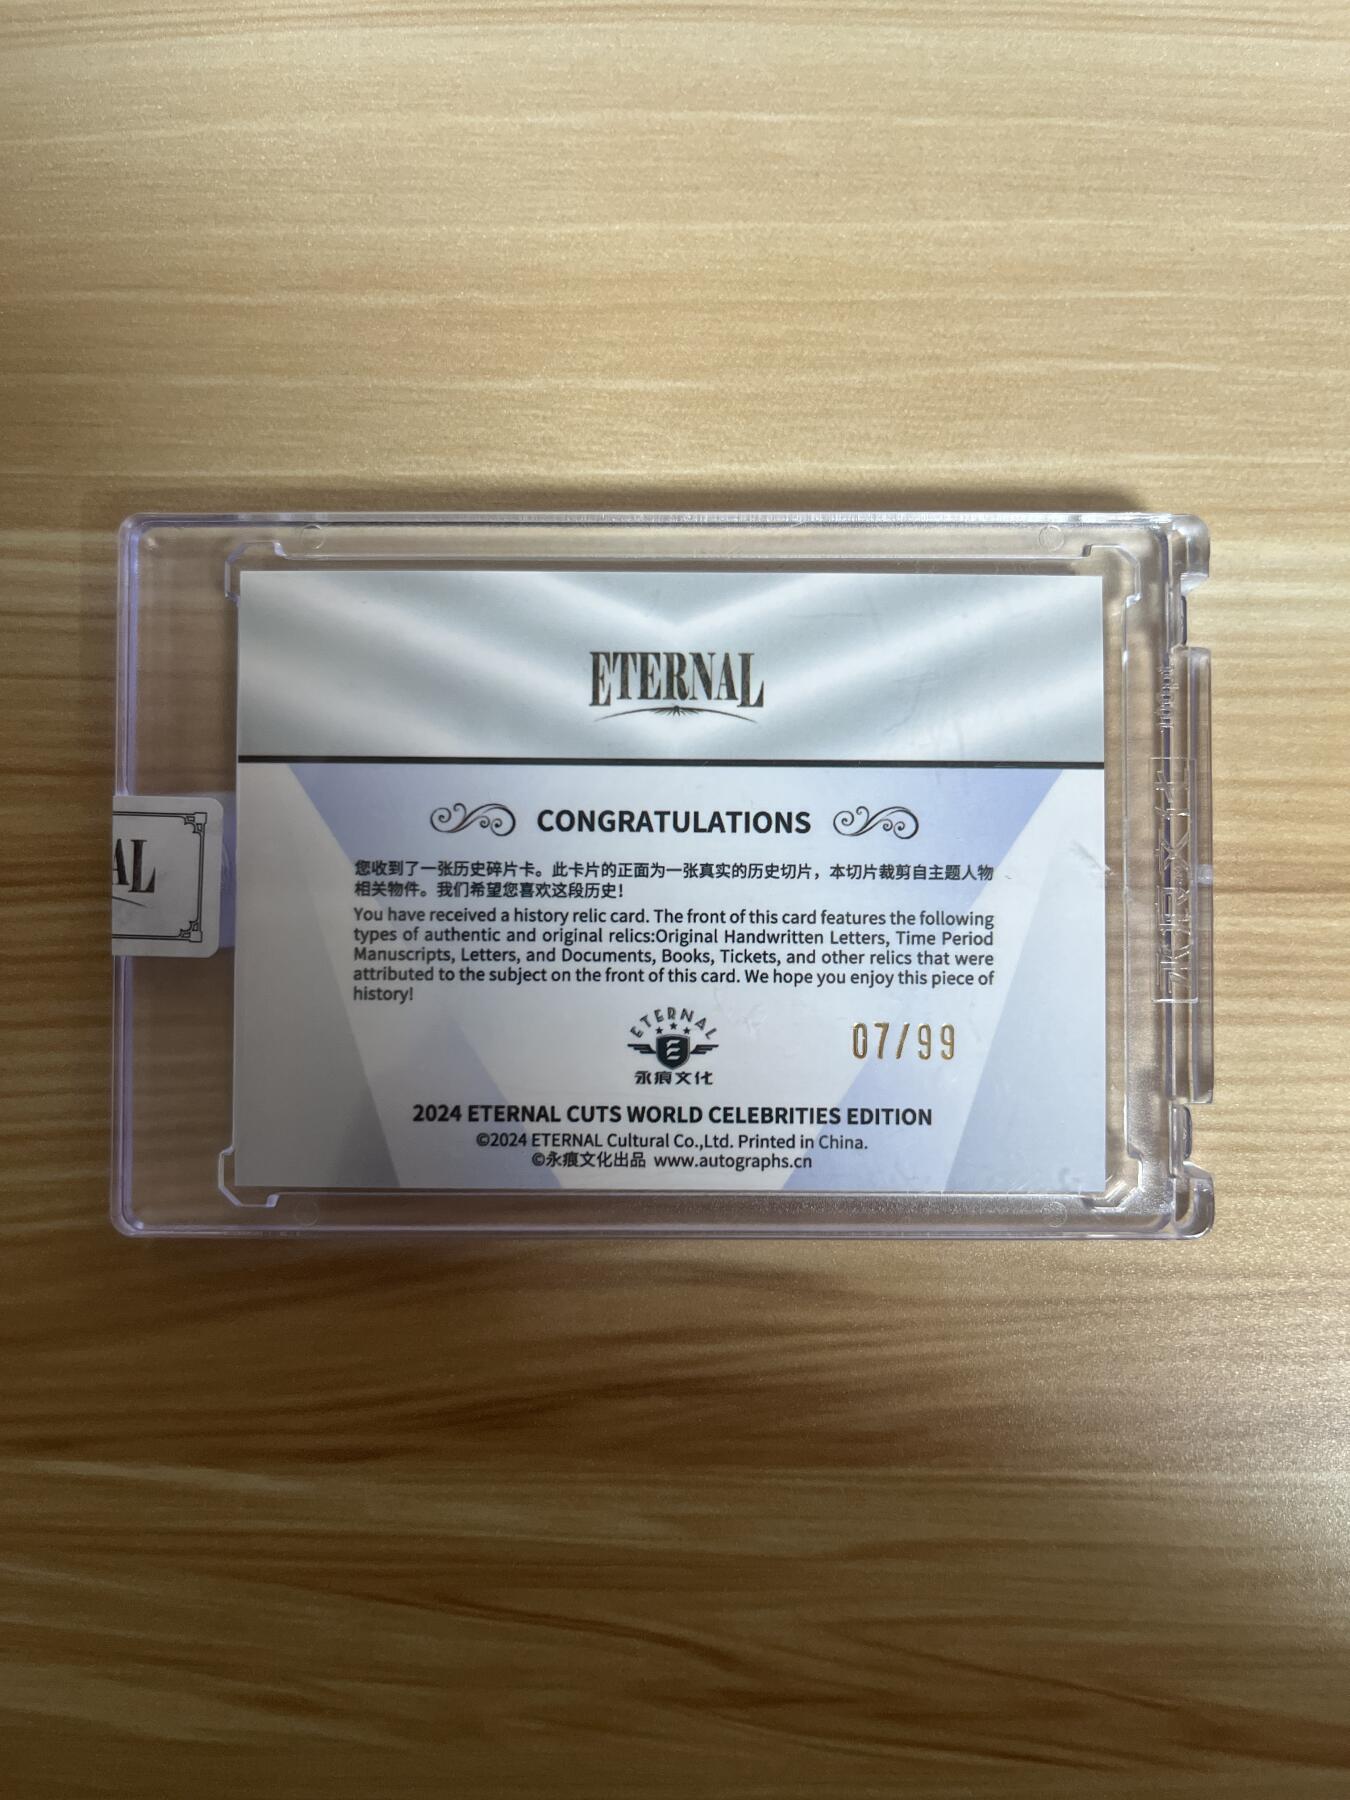 ETERNAL
CONGRATULATIONS
您收到了一张历史碎片卡。此卡片的正面为一张真实的历史切片，本切片裁剪自主题人物
相关物件。我们希望您喜欢这段历史！
You have received a history relic card. The front of this card features the following
types of authentic and original relics:Original Handwritten Letters, Time Period
Manuscripts, Letters, and Documents, Books, Tickets, and other relics that were
attributed to the subject on the front of this card. We hope you enjoy this piece of
history!
ETERNAL
永痕文化
07/99
2024 ETERNAL CUTS WORLD CELEBRITIES EDITION
©2024 ETERNAL Cultural Co.,Ltd. Printed in China.
©永痕文化出品 www.autographs.cn
AL
永痕文化